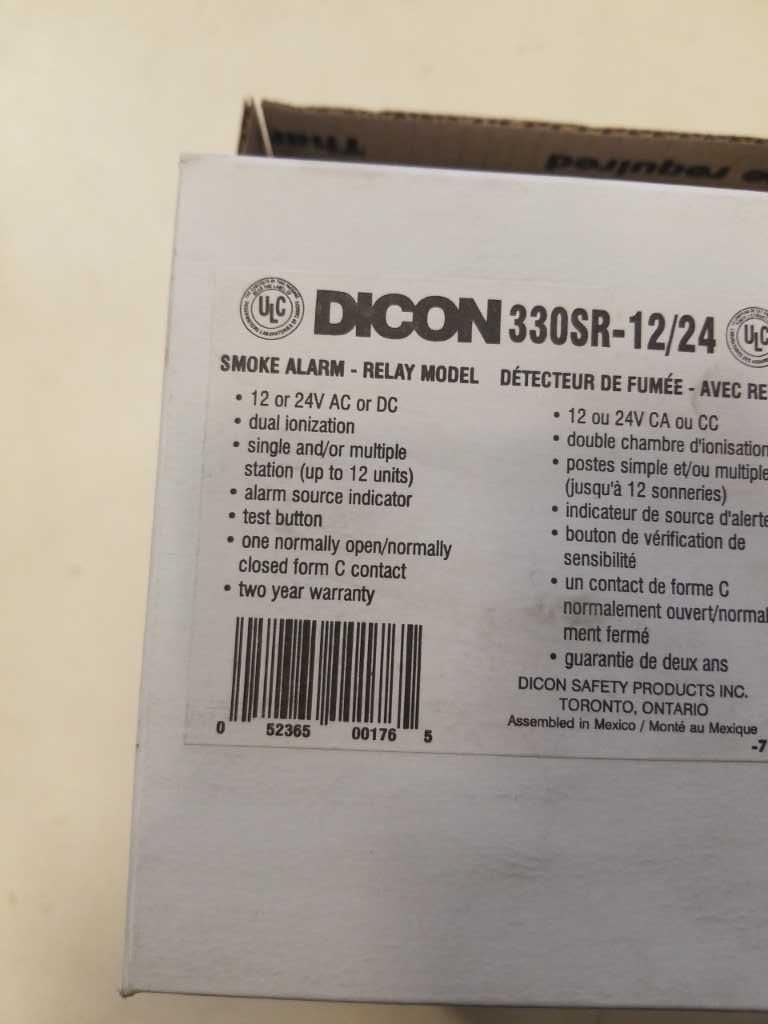 required
ULC DICON 330SR-12/24 ULC
SMOKE ALARM - RELAY MODEL
• 12 or 24V AC or DC
• dual ionization
• single and/or multiple
station (up to 12 units)
• alarm source indicator
• test button
• one normally open/normally
closed form C contact
• two year warranty
0 52365 00176 5
DÉTECTEUR DE FUMÉE - AVEC RE
• 12 ou 24V CA ou CC
• double chambre d'ionisation
• postes simple et/ou multiple
(jusqu'à 12 sonneries)
• indicateur de source d'alerte
• bouton de vérification de
sensibilité
• un contact de forme C
normalement ouvert/normal
ment fermé
• guarantie de deux ans
DICON SAFETY PRODUCTS INC.
TORONTO, ONTARIO
Assembled in Mexico / Monté au Mexique
-7